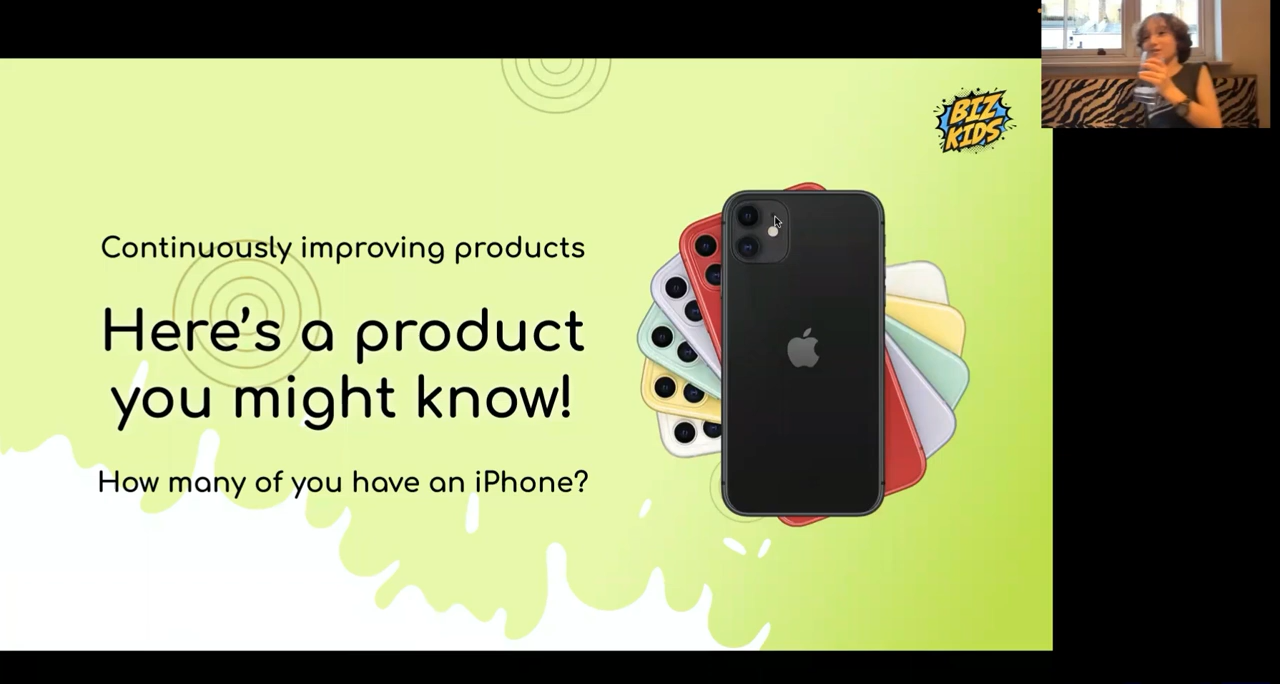 BIZ
KIDS
Continuously improving products
Here's a product
you might know!
How many of you have an iPhone?